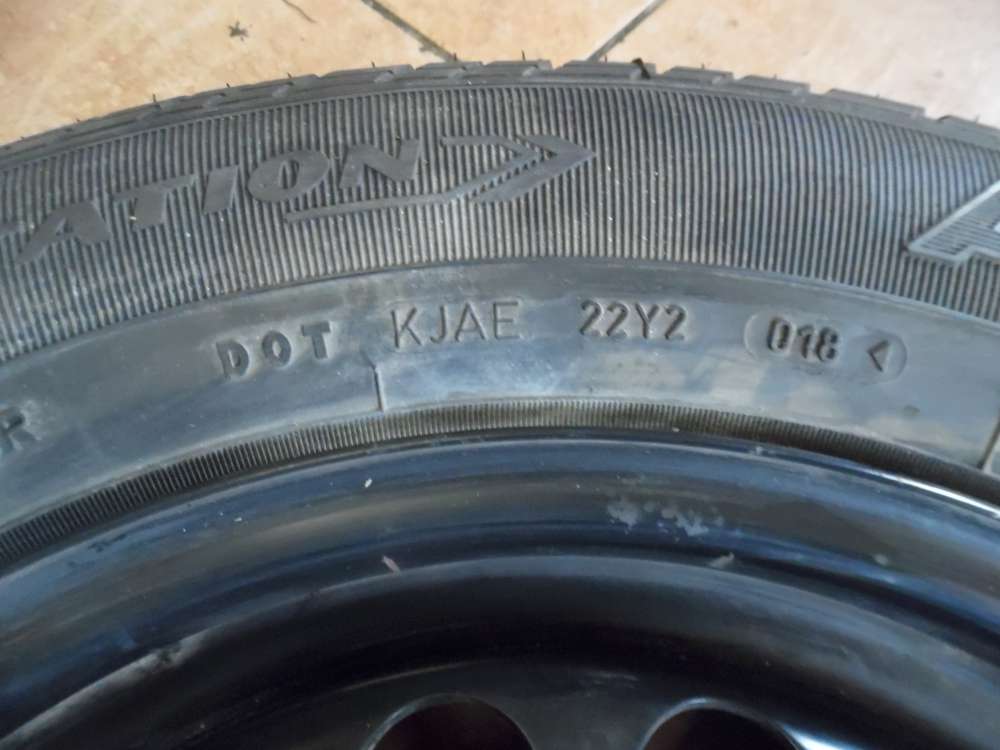 ATION
DOT KJAE 22Y2 018 <
R